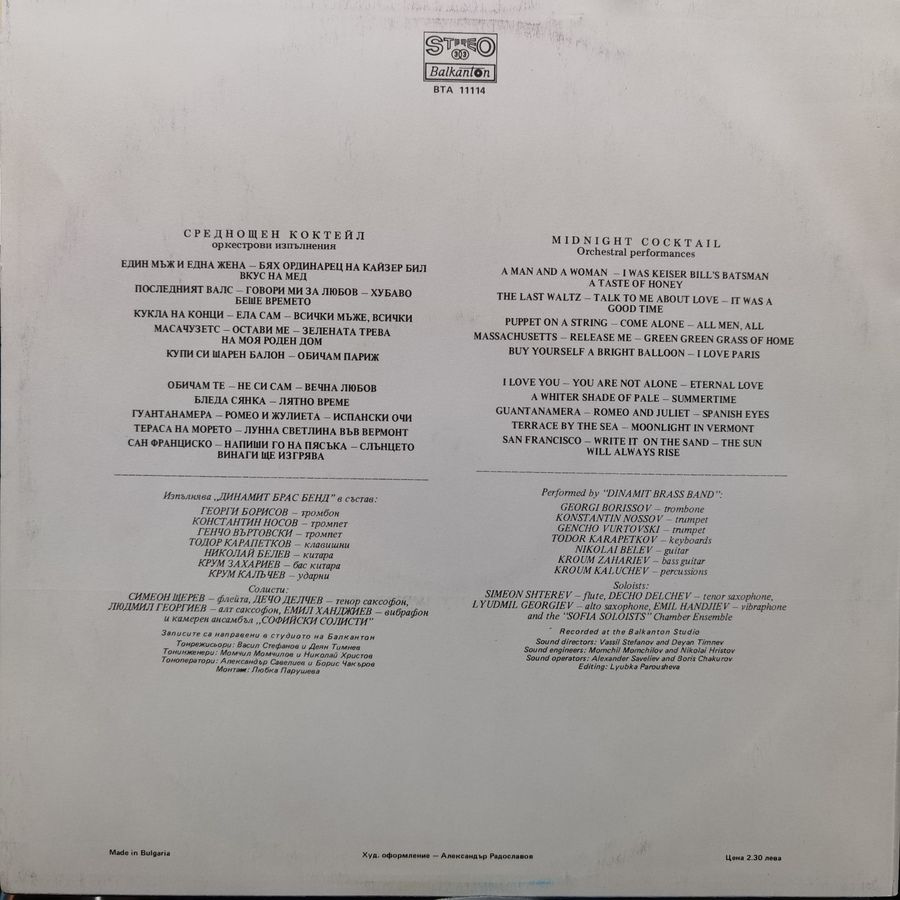 STEREO
33
Balkanton
ВТА 11114
СРЕДНОЩЕН КОКТЕЙЛ
оркестрови изпълнения
ЕДИН МЪЖ И ЕДНА ЖЕНА – БЯХ ОРДИНАРЕЦ НА КАЙЗЕР БИЛ
ВКУС НА МЕД
ПОСЛЕДНИЯТ ВАЛС – ГОВОРИ МИ ЗА ЛЮБОВ – ХУБАВО
БЕШЕ ВРЕМЕТО
КУКЛА НА КОНЦИ – ЕЛА САМ – ВСИЧКИ МЪЖЕ, ВСИЧКИ
МАСАЧУЗЕТС – ОСТАВИ МЕ – ЗЕЛЕНАТА ТРЕВА
НА МОЯ РОДЕН ДОМ
КУПИ СИ ШАРЕН БАЛОН – ОБИЧАМ ПАРИЖ
ОБИЧАМ ТЕ – НЕ СИ САМ – ВЕЧНА ЛЮБОВ
БЛЕДА СЯНКА – ЛЯТНО ВРЕМЕ
ГУАНТАНАМЕРА – РОМЕО И ЖУЛИЕТА – ИСПАНСКИ ОЧИ
ТЕРАСА НА МОРЕТО – ЛУННА СВЕТЛИНА ВЪВ ВЕРМОНТ
САН ФРАНЦИСКО – НАПИШИ ГО НА ПЯСЪКА – СЛЪНЦЕТО
ВИНАГИ ЩЕ ИЗГРЯВА
Изпълнява „ДИНАМИТ БРАС БЕНД" в състав:
ГЕОРГИ БОРИСОВ – тромбон
КОНСТАНТИН НОСОВ – тромпет
ГЕНЧО ВЪРТОВСКИ – тромпет
ТОДОР КАРАПЕТКОВ – клавишни
НИКОЛАЙ БЕЛЕВ – китара
КРУМ ЗАХАРИЕВ – бас китара
КРУМ КАЛЪЧЕВ – ударни
Солисти:
СИМЕОН ЩЕРЕВ – флейта, ДЕЧО ДЕЛЧЕВ – тенор саксофон,
ЛЮДМИЛ ГЕОРГИЕВ – алт саксофон, ЕМИЛ ХАНДЖИЕВ – вибрафон
и камерен ансамбъл „СОФИЙСКИ СОЛИСТИ"
Записите са направени в студиото на Балкантон
Тонрежисьори: Васил Стефанов и Деян Тимнев
Тонинженери: Момчил Момчилов и Николай Христов
Тоноператори: Александър Савелиев и Борис Чакъров
Монтаж: Любка Парушева
MIDNIGHT COCKTAIL
Orchestral performances
A MAN AND A WOMAN – I WAS KEISER BILL'S BATSMAN
A TASTE OF HONEY
THE LAST WALTZ – TALK TO ME ABOUT LOVE – IT WAS A
GOOD TIME
PUPPET ON A STRING – COME ALONE – ALL MEN, ALL
MASSACHUSETTS – RELEASE ME – GREEN GREEN GRASS OF HOME
BUY YOURSELF A BRIGHT BALLOON – I LOVE PARIS
I LOVE YOU – YOU ARE NOT ALONE – ETERNAL LOVE
A WHITER SHADE OF PALE – SUMMERTIME
GUANTANAMERA – ROMEO AND JULIET – SPANISH EYES
TERRACE BY THE SEA – MOONLIGHT IN VERMONT
SAN FRANCISCO – WRITE IT ON THE SAND – THE SUN
WILL ALWAYS RISE
Performed by "DINAMIT BRASS BAND":
GEORGI BORISSOV – trombone
KONSTANTIN NOSSOV – trumpet
GENCHO VURTOVSKI – trumpet
TODOR KARAPETKOV – keyboards
NIKOLAI BELEV – guitar
KROUM ZAHARIEV – bass guitar
KROUM KALUCHEV – percussions
Soloists:
SIMEON SHTEREV – flute, DECHO DELCHEV – tenor saxophone,
LYUDMIL GEORGIEV – alto saxophone, EMIL HANDJIEV – vibraphone
and the "SOFIA SOLOISTS" Chamber Ensemble
Recorded at the Balkanton Studio
Sound directors: Vassil Stefanov and Deyan Timnev
Sound engineers: Momchil Momchilov and Nikolai Hristov
Sound operators: Alexander Saveliev and Boris Chakurov
Editing: Lyubka Parousheva
Made in Bulgaria
Худ. оформление – Александър Радославов
Цена 2.30 лева